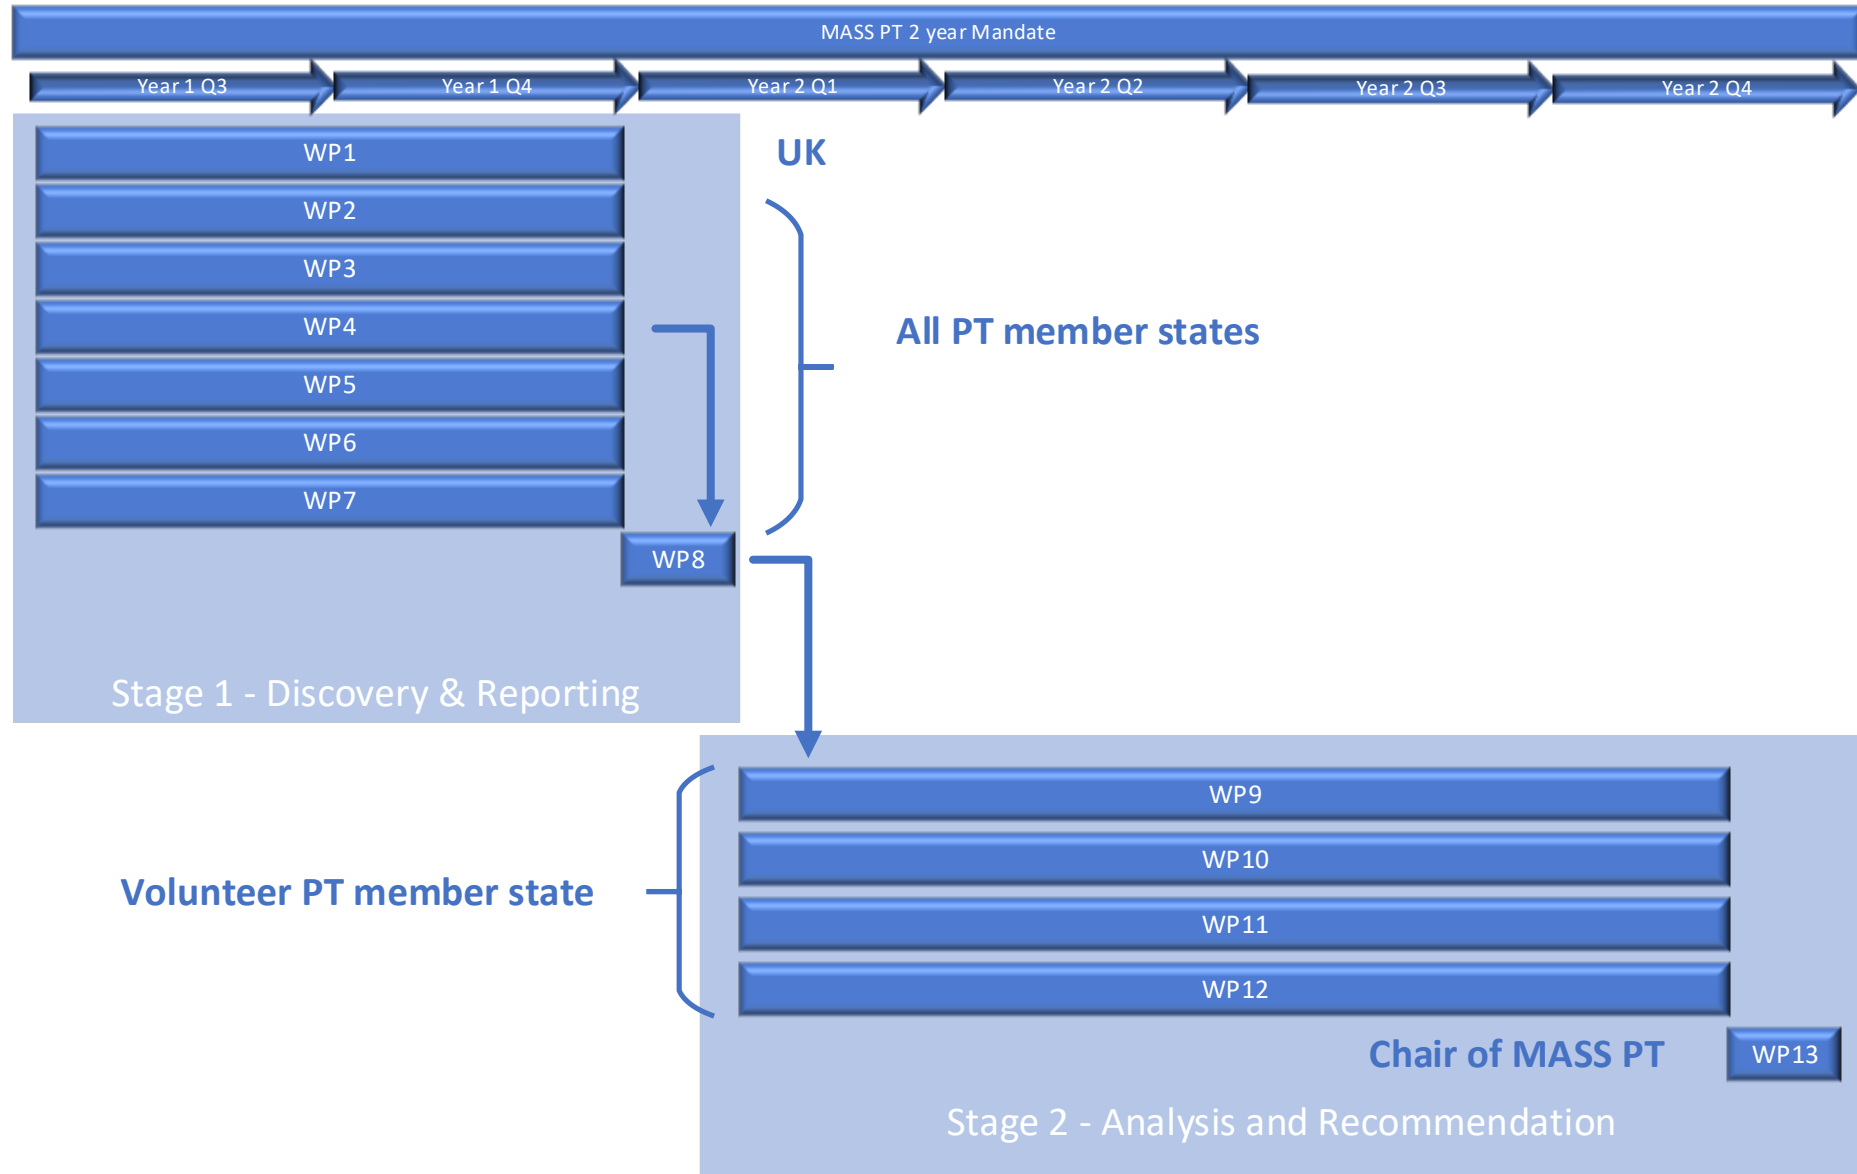 MASS PT 2 year Mandate
Year 1 Q3
Year 1 Q4
Year 2 Q1
Year 2 Q2
Year 2 Q3
Year 2 Q4
WP1
UK
WP2
WP3
WP4
All PT member states
WP5
WP6
WP7
WP8
Stage 1 - Discovery & Reporting
WP9
WP10
Volunteer PT member state
WP11
WP12
Chair of MASS PT
WP13
Stage 2 - Analysis and Recommendation